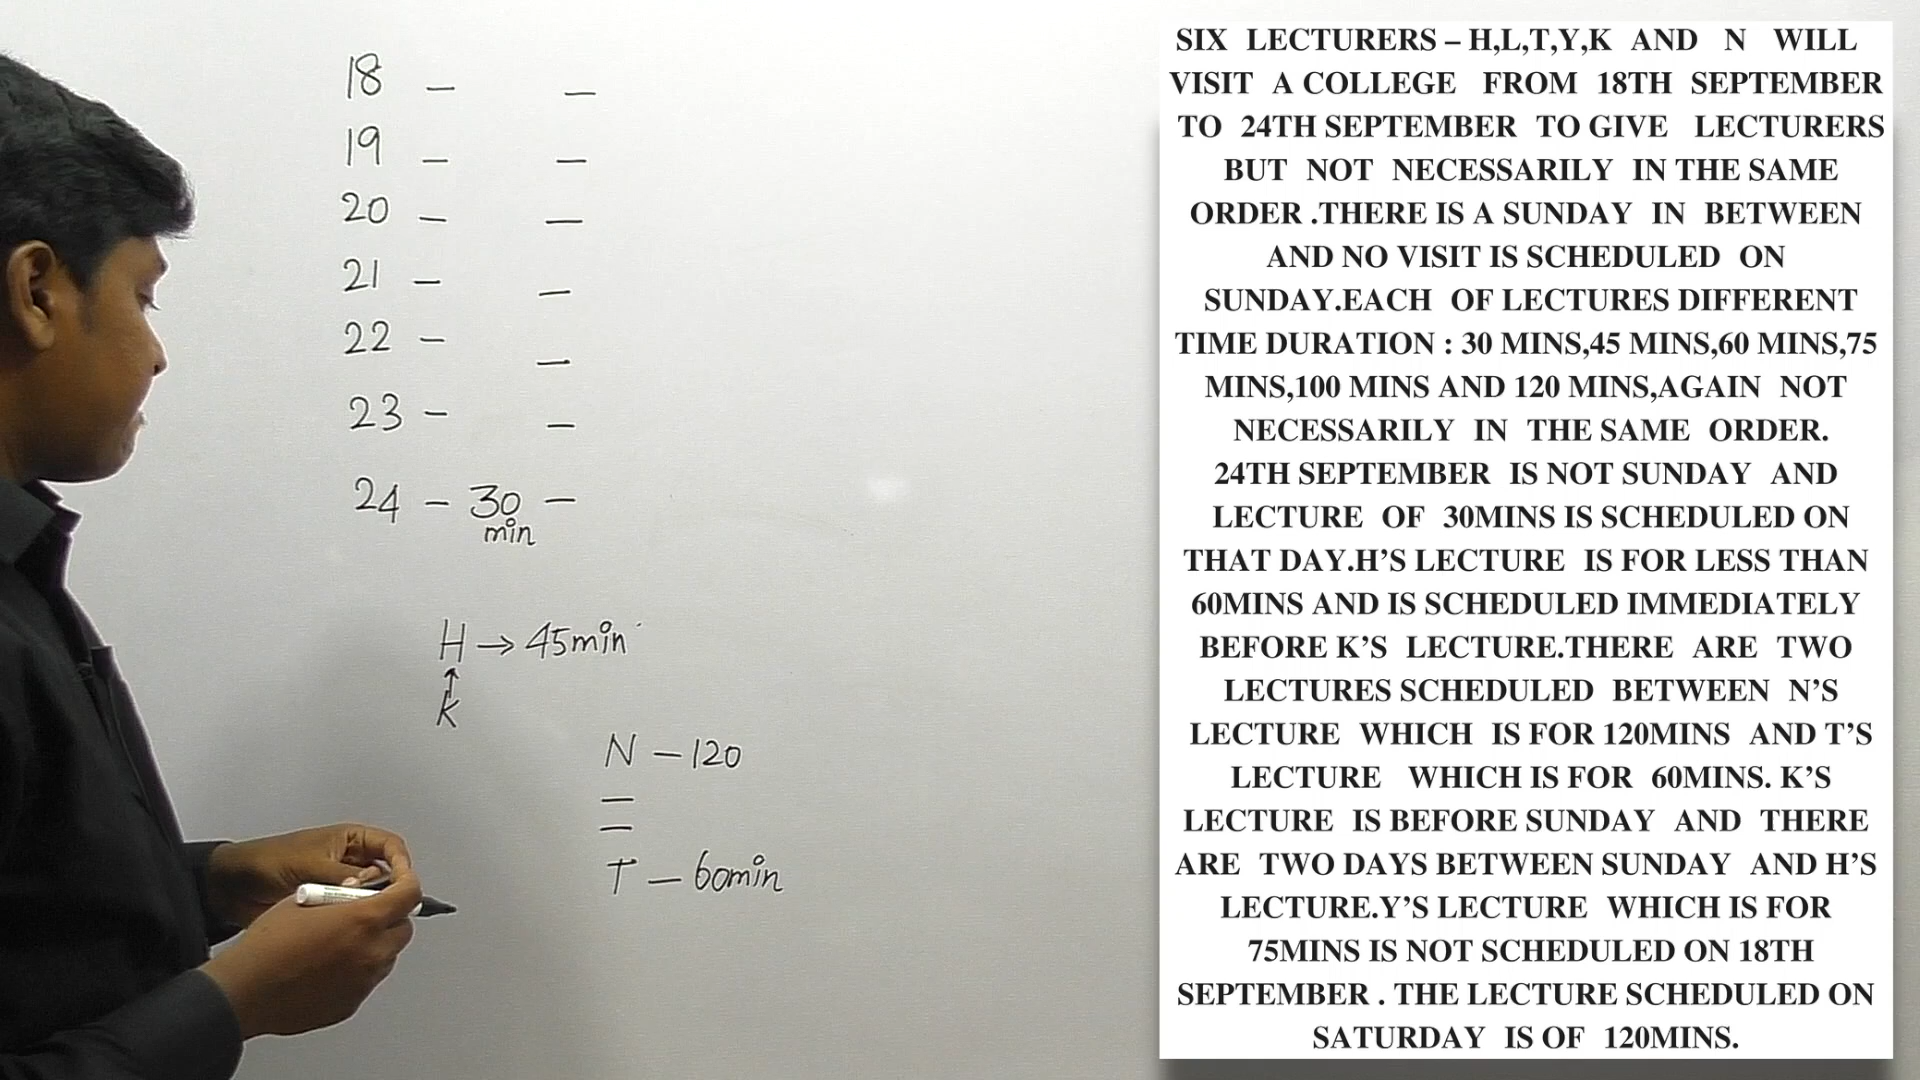 18 – –
19 – –
20 – –
21 – –
22 – –
23 – –
24 – 30 –
min
H → 45min
↑
K
N – 120
–
–
T – 60min
SIX LECTURERS – H,L,T,Y,K AND N WILL
VISIT A COLLEGE FROM 18TH SEPTEMBER
TO 24TH SEPTEMBER TO GIVE LECTURERS
BUT NOT NECESSARILY IN THE SAME
ORDER .THERE IS A SUNDAY IN BETWEEN
AND NO VISIT IS SCHEDULED ON
SUNDAY.EACH OF LECTURES DIFFERENT
TIME DURATION : 30 MINS,45 MINS,60 MINS,75
MINS,100 MINS AND 120 MINS,AGAIN NOT
NECESSARILY IN THE SAME ORDER.
24TH SEPTEMBER IS NOT SUNDAY AND
LECTURE OF 30MINS IS SCHEDULED ON
THAT DAY.H’S LECTURE IS FOR LESS THAN
60MINS AND IS SCHEDULED IMMEDIATELY
BEFORE K’S LECTURE.THERE ARE TWO
LECTURES SCHEDULED BETWEEN N’S
LECTURE WHICH IS FOR 120MINS AND T’S
LECTURE WHICH IS FOR 60MINS. K’S
LECTURE IS BEFORE SUNDAY AND THERE
ARE TWO DAYS BETWEEN SUNDAY AND H’S
LECTURE.Y’S LECTURE WHICH IS FOR
75MINS IS NOT SCHEDULED ON 18TH
SEPTEMBER . THE LECTURE SCHEDULED ON
SATURDAY IS OF 120MINS.